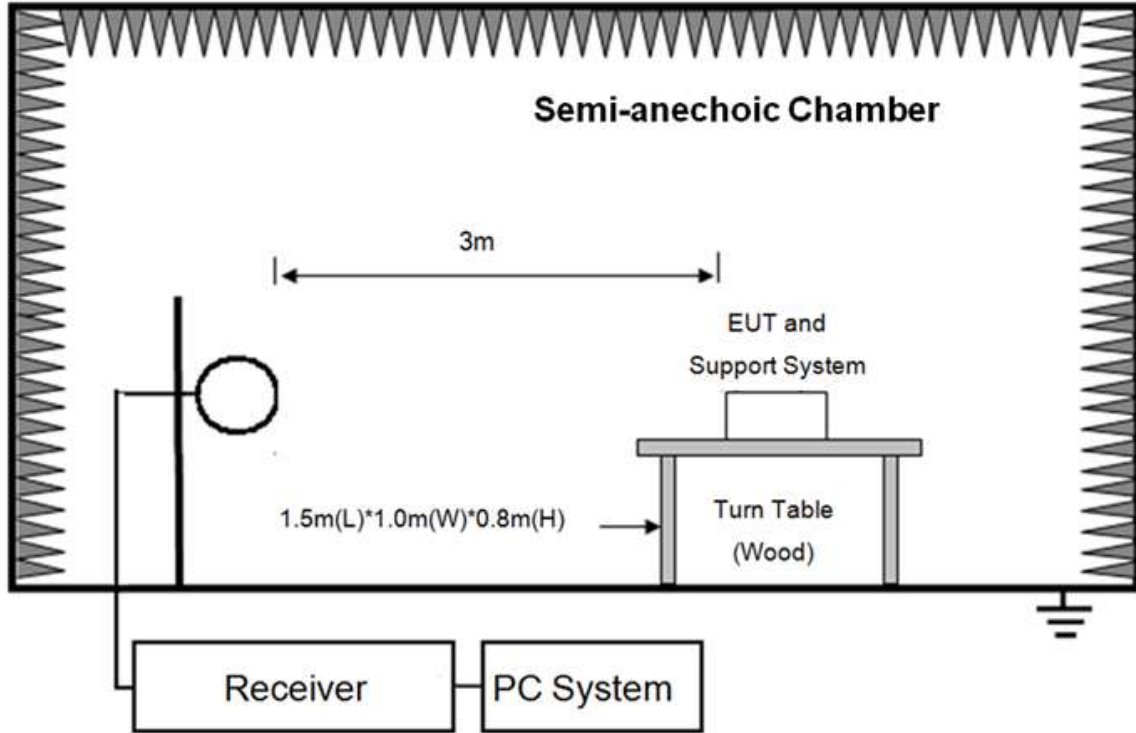 Semi-anechoic Chamber
3m
EUT and
Support System
1.5m(L)*1.0m(W)*0.8m(H)
Turn Table
(Wood)
Receiver
PC System